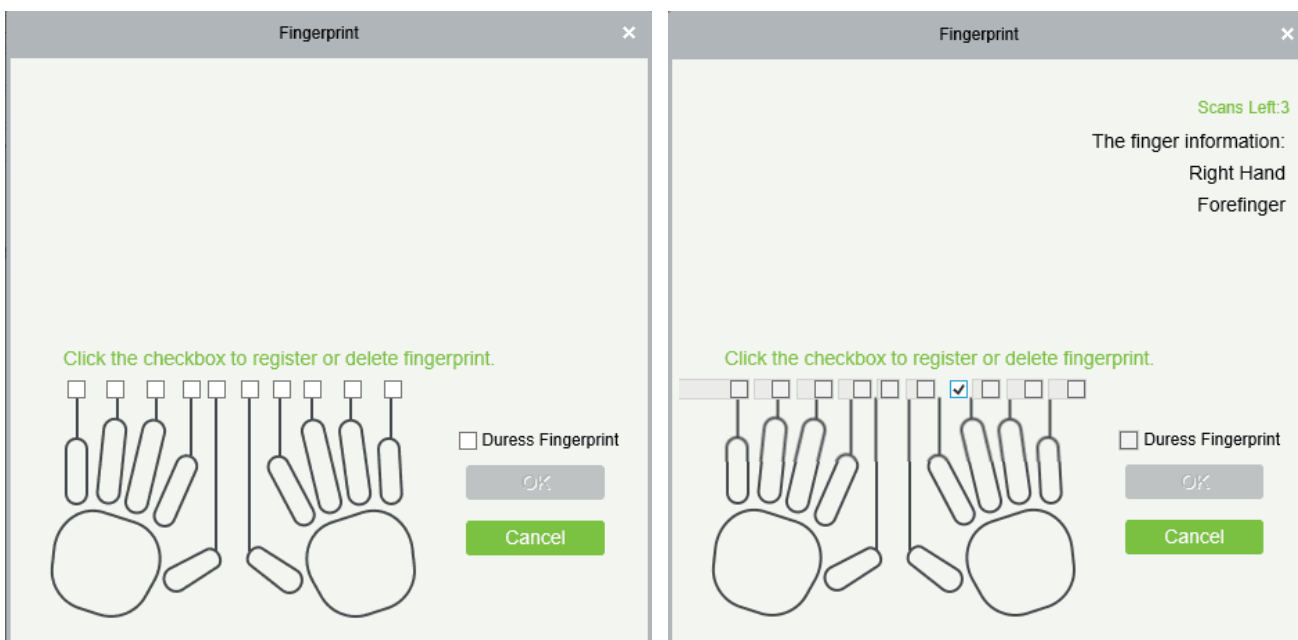 Fingerprint
Click the checkbox to register or delete fingerprint.
Duress Fingerprint
OK
Cancel
Fingerprint
Scans Left:3
The finger information:
Right Hand
Forefinger
Click the checkbox to register or delete fingerprint.
Duress Fingerprint
OK
Cancel